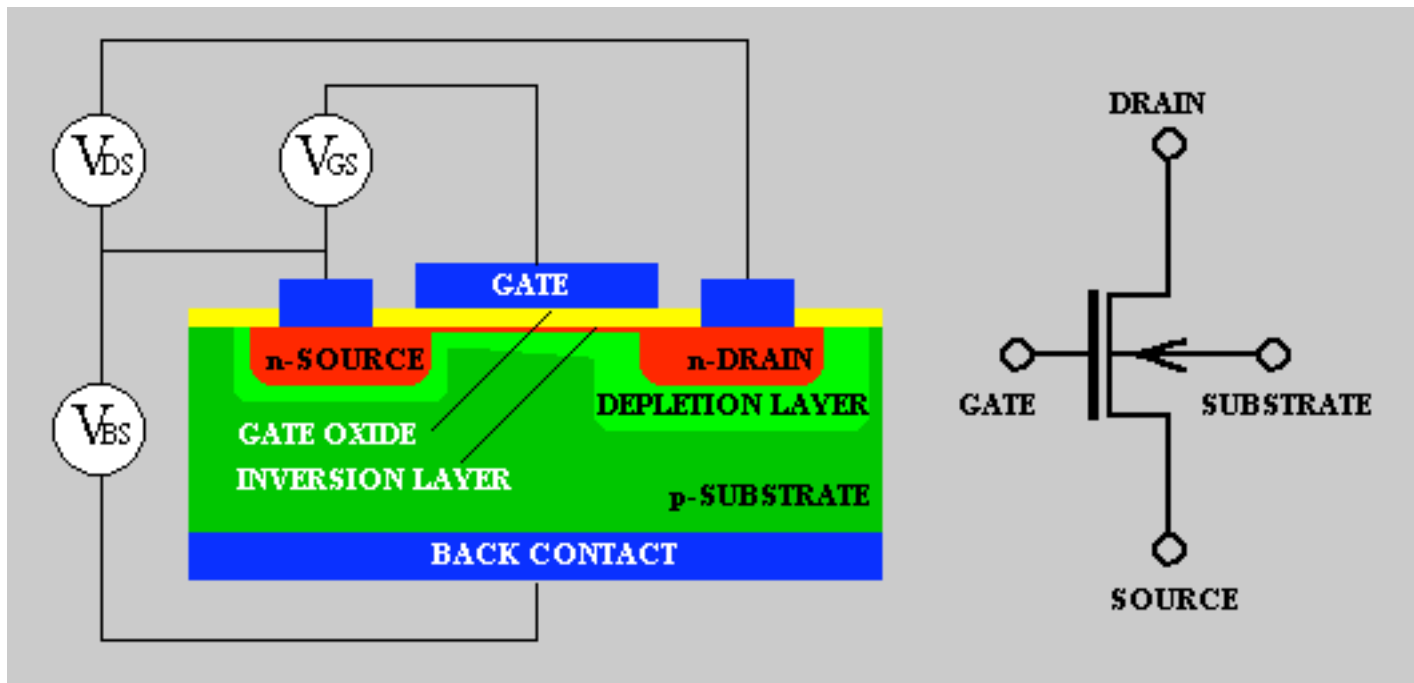 DRAIN
VDS
VGS
GATE
n-SOURCE
n-DRAIN
GATE
SUBSTRATE
DEPLETION LAYER
VBS
GATE OXIDE
INVERSION LAYER
p-SUBSTRATE
BACK CONTACT
SOURCE